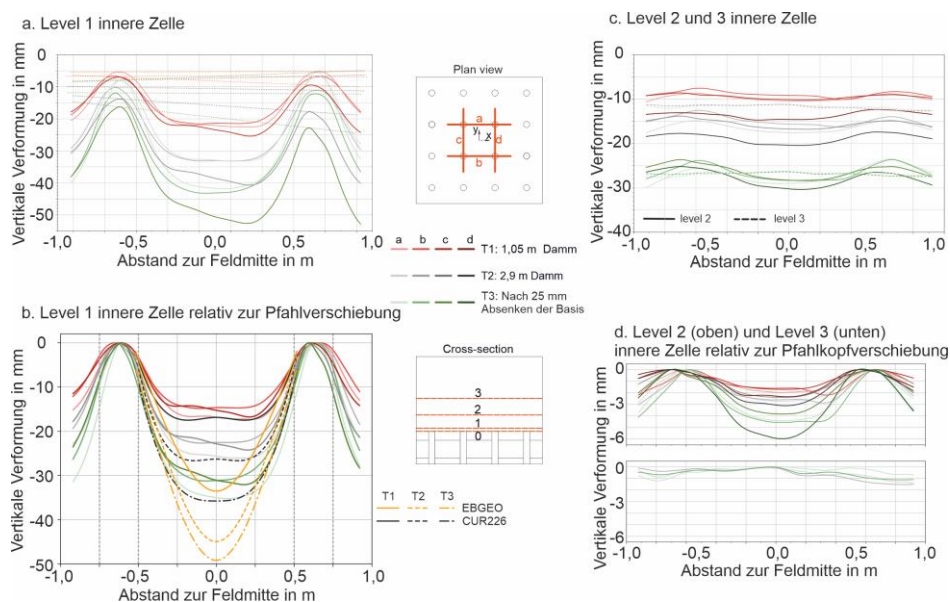 a. Level 1 innere Zelle
Vertikale Verformung in mm
0
-10
-20
-30
-40
-50
-1,0
-0,5
0,0
0,5
1,0
Abstand zur Feldmitte in m
Plan view
a
y
x
c
d
b
a b c d
T1: 1,05 m Damm
T2: 2,9 m Damm
T3: Nach 25 mm
Absenken der Basis
c. Level 2 und 3 innere Zelle
Vertikale Verformung in mm
0
-10
-20
-30
-40
level 2
level 3
-1,0
-0,5
0,0
0,5
1,0
Abstand zur Feldmitte in m
b. Level 1 innere Zelle relativ zur Pfahlverschiebung
Vertikale Verformung in mm
0
-10
-20
-30
-40
-50
-1,0
-0,5
0,0
0,5
1,0
Abstand zur Feldmitte in m
Cross-section
3
2
1
0
T1 T2 T3
EBGEO
CUR226
d. Level 2 (oben) und Level 3 (unten)
innere Zelle relativ zur Pfahlkopfverschiebung
Vertikale Verformung in mm
0
-3
-6
0
-3
-6
-1,0
-0,5
0,0
0,5
1,0
Abstand zur Feldmitte in m